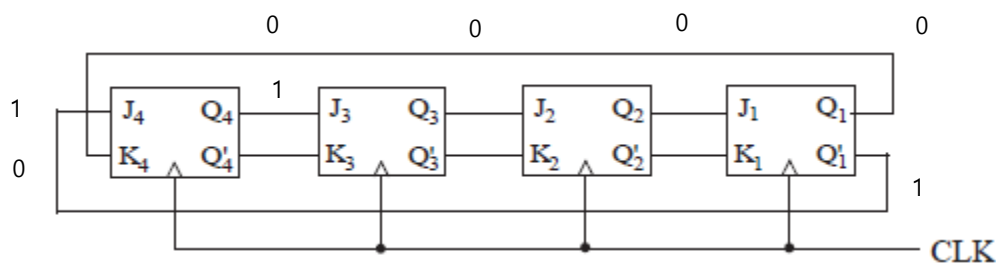 0 0 0 0
1
1 J₄ Q₄ J₃ Q₃ J₂ Q₂ J₁ Q₁
0 K₄ Q'₄ K₃ Q'₃ K₂ Q'₂ K₁ Q'₁
1
CLK